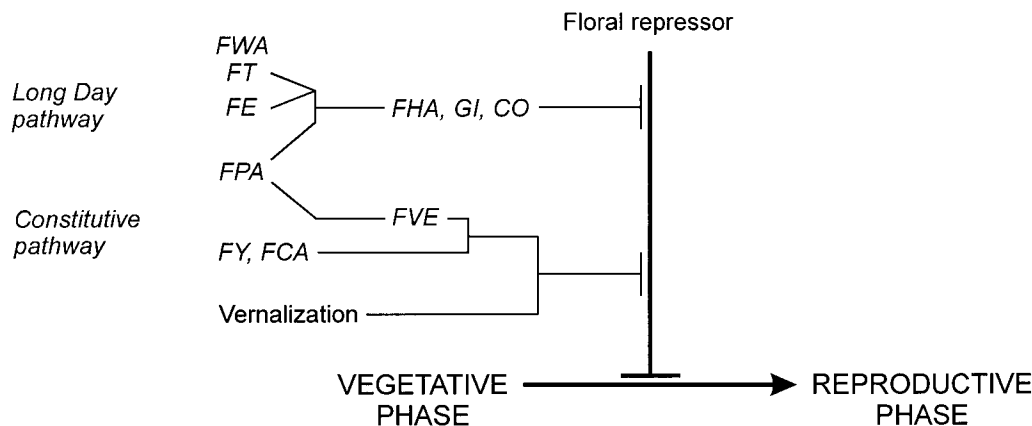 Floral repressor
FWA
FT
Long Day
pathway
FE
FHA, GI, CO
FPA
Constitutive
pathway
FVE
FY, FCA
Vernalization
VEGETATIVE
PHASE
REPRODUCTIVE
PHASE